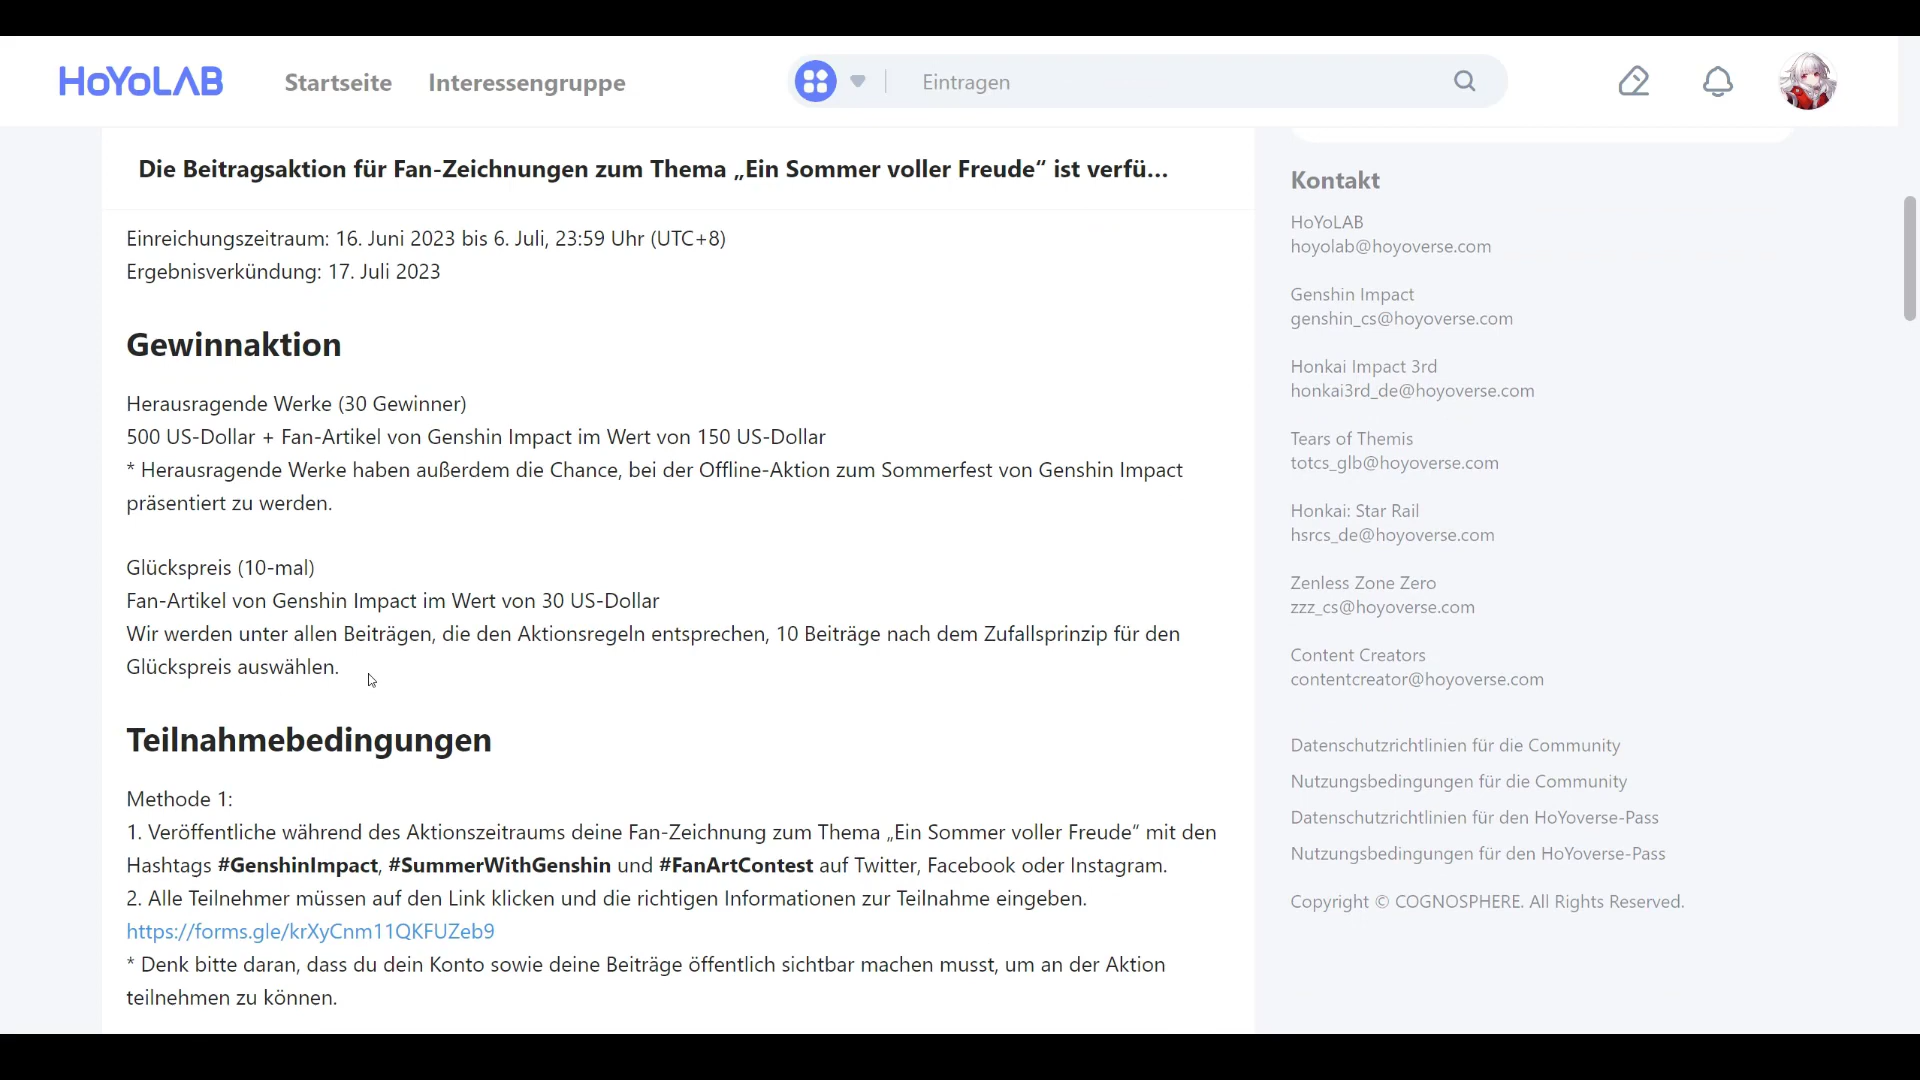 HoYoLAB
Startseite
Interessengruppe
Eintragen
Die Beitragsaktion für Fan-Zeichnungen zum Thema „Ein Sommer voller Freude“ ist verfü...
Einreichungszeitraum: 16. Juni 2023 bis 6. Juli, 23:59 Uhr (UTC+8)
Ergebnisverkündung: 17. Juli 2023
Gewinnaktion
Herausragende Werke (30 Gewinner)
500 US-Dollar + Fan-Artikel von Genshin Impact im Wert von 150 US-Dollar
* Herausragende Werke haben außerdem die Chance, bei der Offline-Aktion zum Sommerfest von Genshin Impact
präsentiert zu werden.
Glückspreis (10-mal)
Fan-Artikel von Genshin Impact im Wert von 30 US-Dollar
Wir werden unter allen Beiträgen, die den Aktionsregeln entsprechen, 10 Beiträge nach dem Zufallsprinzip für den
Glückspreis auswählen.
Teilnahmebedingungen
Methode 1:
1. Veröffentliche während des Aktionszeitraums deine Fan-Zeichnung zum Thema „Ein Sommer voller Freude“ mit den
Hashtags #GenshinImpact, #SummerWithGenshin und #FanArtContest auf Twitter, Facebook oder Instagram.
2. Alle Teilnehmer müssen auf den Link klicken und die richtigen Informationen zur Teilnahme eingeben.
https://forms.gle/krXyCnm11QKFUZeb9
* Denk bitte daran, dass du dein Konto sowie deine Beiträge öffentlich sichtbar machen musst, um an der Aktion
teilnehmen zu können.
Kontakt
HoYoLAB
hoyolab@hoyoverse.com
Genshin Impact
genshin_cs@hoyoverse.com
Honkai Impact 3rd
honkai3rd_de@hoyoverse.com
Tears of Themis
totcs_glb@hoyoverse.com
Honkai: Star Rail
hsrcs_de@hoyoverse.com
Zenless Zone Zero
zzz_cs@hoyoverse.com
Content Creators
contentcreator@hoyoverse.com
Datenschutzrichtlinien für die Community
Nutzungsbedingungen für die Community
Datenschutzrichtlinien für den HoYoverse-Pass
Nutzungsbedingungen für den HoYoverse-Pass
Copyright © COGNOSPHERE. All Rights Reserved.